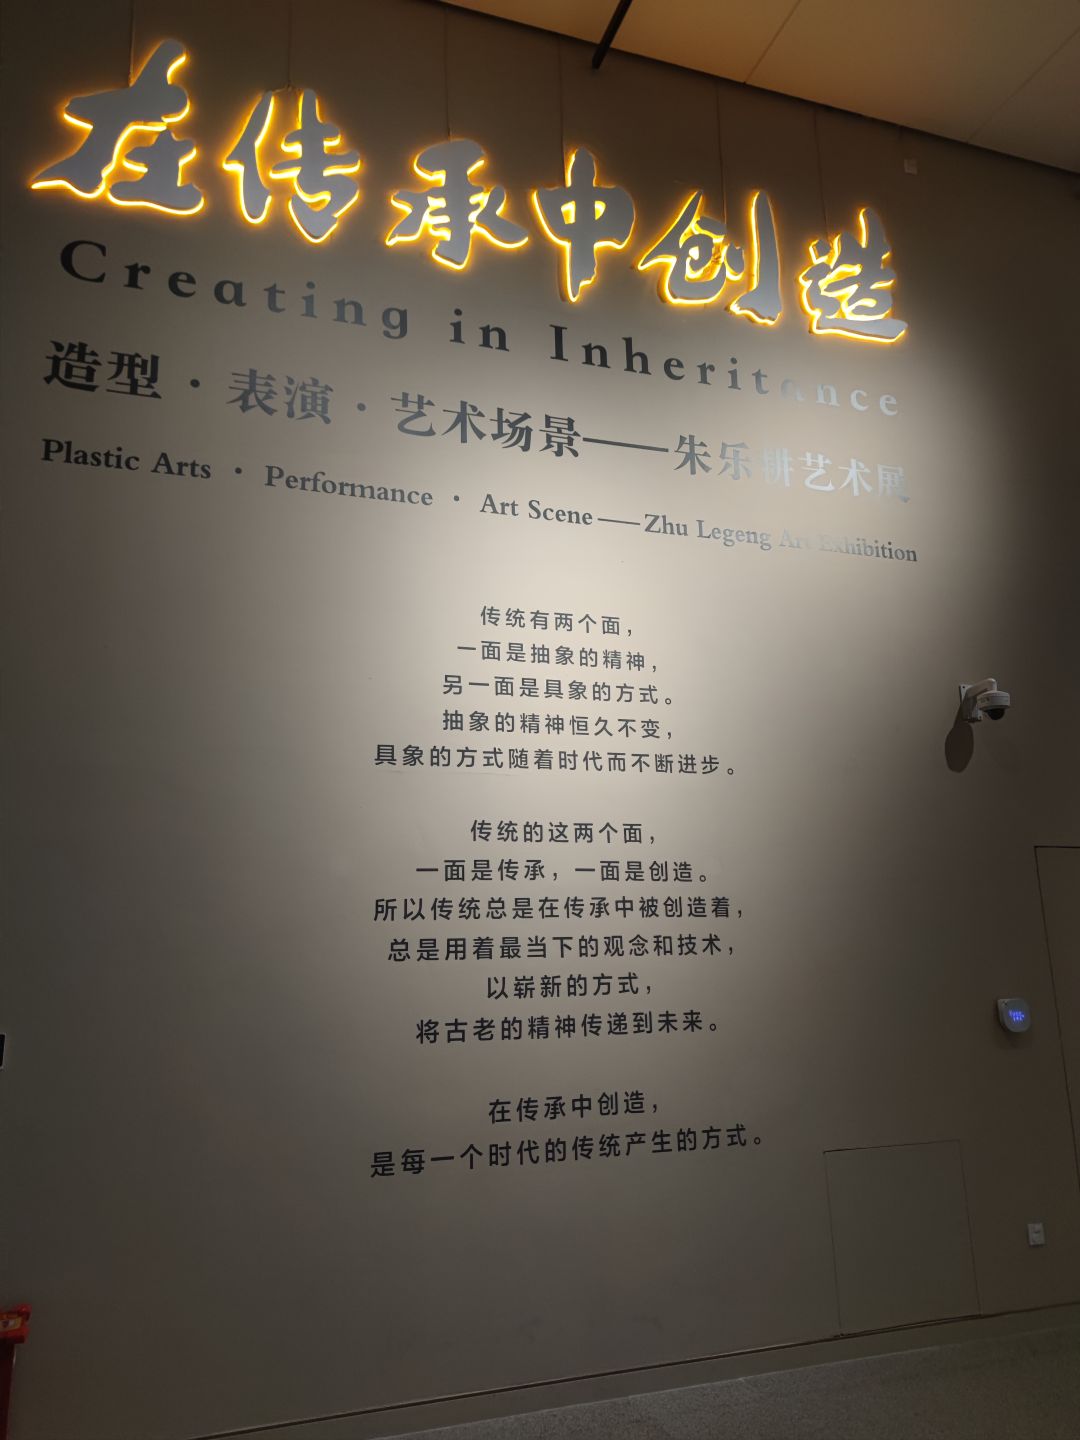 在传承中创造
Creating in Inheritance
造型·表演·艺术场景——朱乐耕艺术展
Plastic Arts · Performance · Art Scene——Zhu Legeng Art Exhibition
传统有两个面，
一面是抽象的精神，
另一面是具象的方式。
抽象的精神恒久不变，
具象的方式随着时代而不断进步。
传统的这两个面，
一面是传承，一面是创造。
所以传统总是在传承中被创造着，
总是用着最当下的观念和技术，
以崭新的方式，
将古老的精神传递到未来。
在传承中创造，
是每一个时代的传统产生的方式。